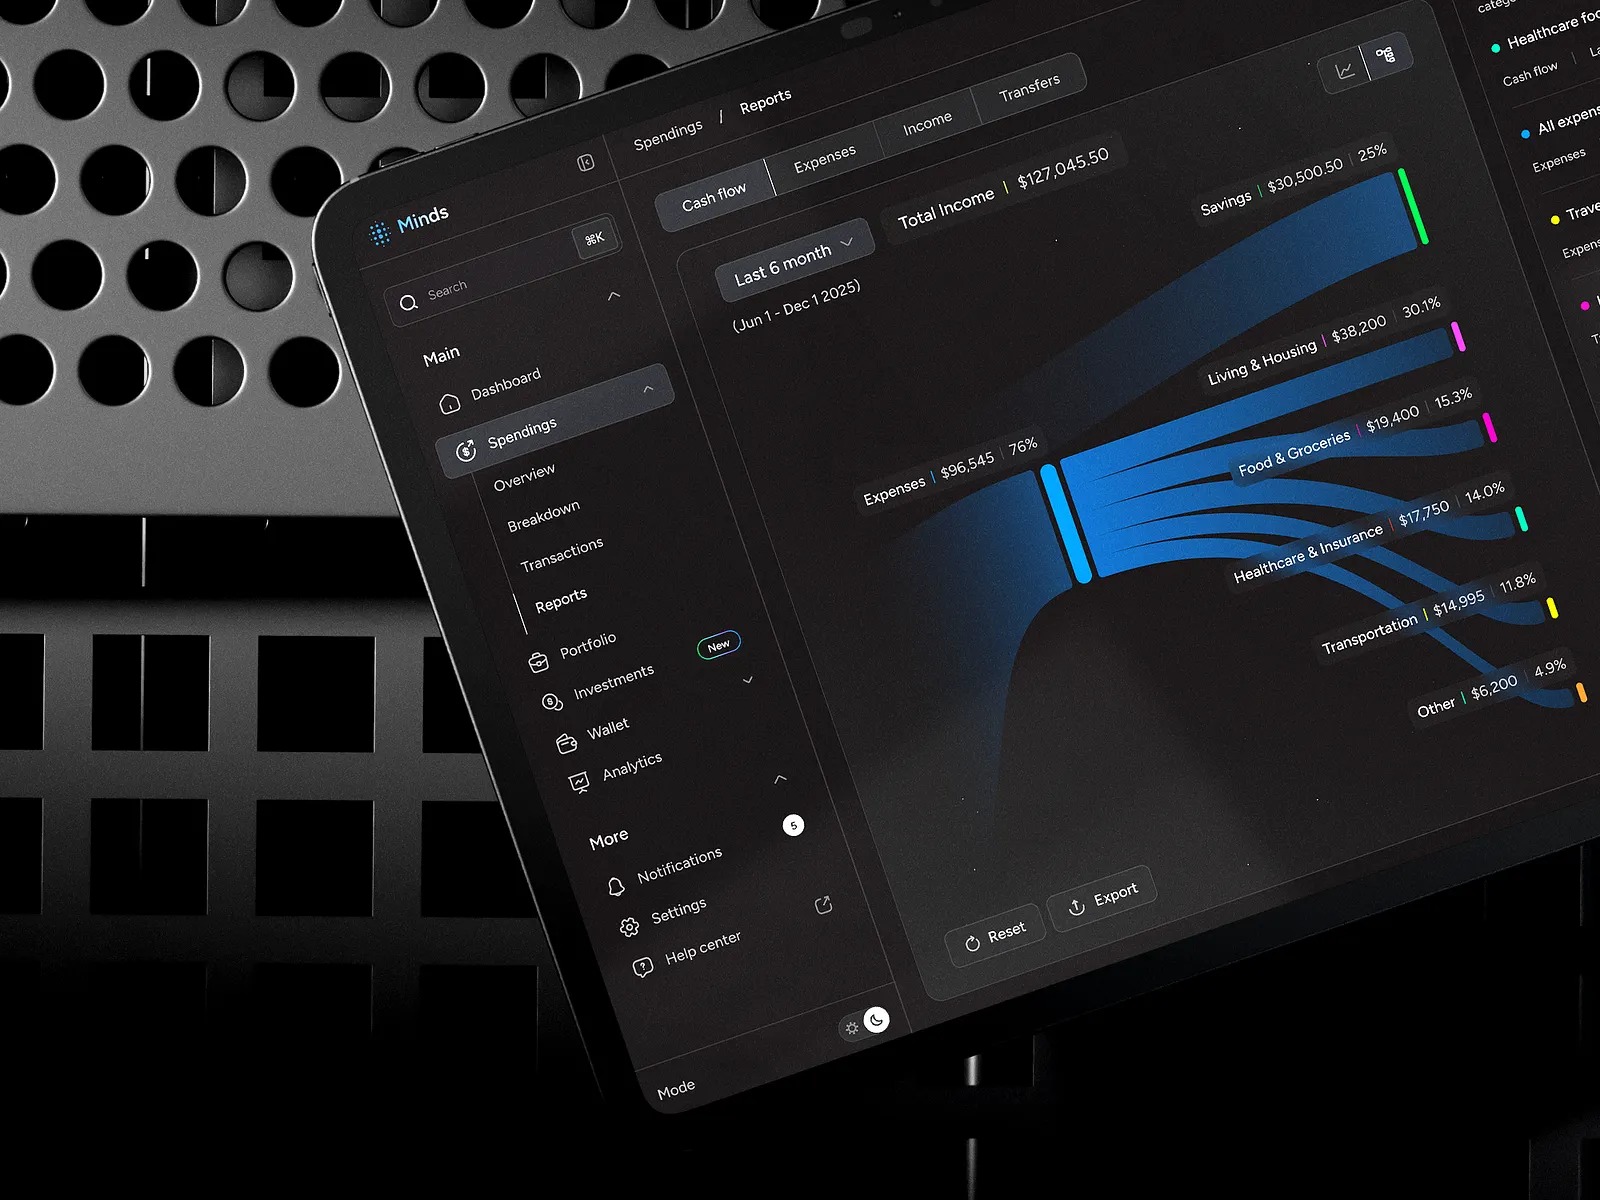 Minds
Search
⌘K
Main
Dashboard
Spendings
Overview
Breakdown
Transactions
Reports
Portfolio
Investments
New
Wallet
Analytics
More
Notifications
5
Settings
Help center
Mode
Spendings / Reports
Cash flow
Expenses
Income
Transfers
Last 6 month
(Jun 1 - Dec 1 2025)
Total Income | $127,045.50
Savings | $30,500.50 | 25%
Living & Housing | $38,200 | 30.1%
Expenses | $96,545 | 76%
Food & Groceries | $19,400 | 15.3%
Healthcare & Insurance | $17,750 | 14.0%
Transportation | $14,995 | 11.8%
Other | $6,200 | 4.9%
Reset
Export
Healthcare
Cash flow
All
Expenses